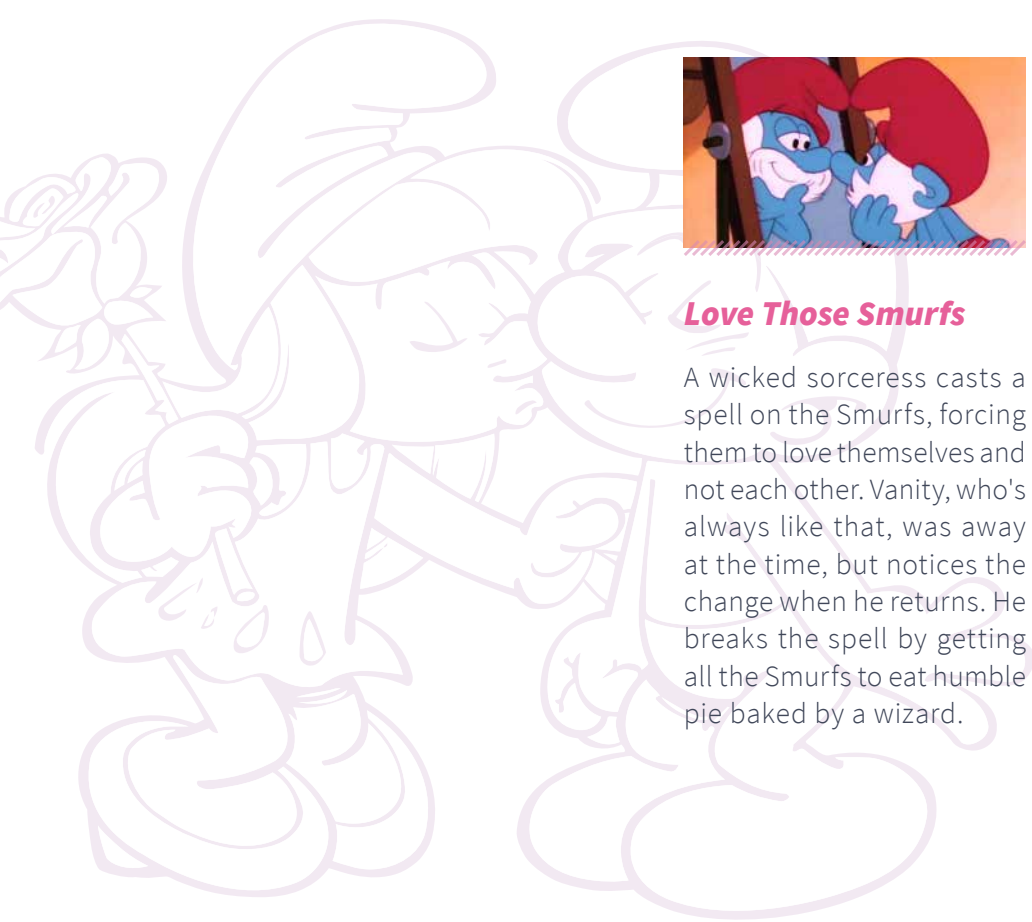 Love Those Smurfs
A wicked sorceress casts a
spell on the Smurfs, forcing
them to love themselves and
not each other. Vanity, who's
always like that, was away
at the time, but notices the
change when he returns. He
breaks the spell by getting
all the Smurfs to eat humble
pie baked by a wizard.